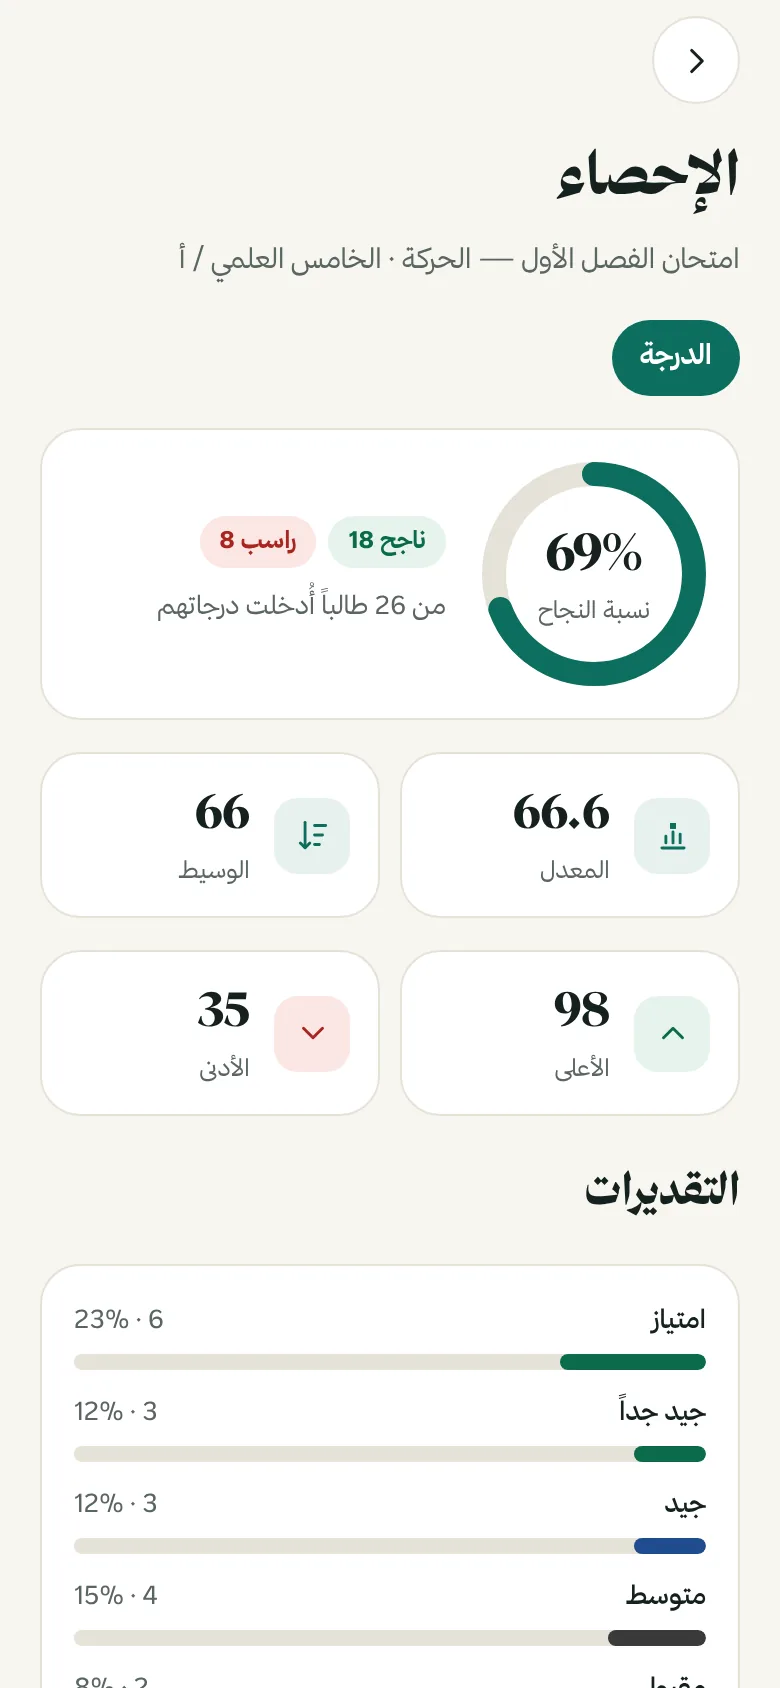 الإحصاء
امتحان الفصل الأول — الحركة · الخامس العلمي / أ
الدرجة
69%
نسبة النجاح
ناجح 18
راسب 8
من 26 طالباً أُدخلت درجاتهم
66.6
المعدل
66
الوسيط
98
الأعلى
35
الأدنى
التقديرات
امتياز
6 · 23%
جيد جداً
3 · 12%
جيد
3 · 12%
متوسط
4 · 15%